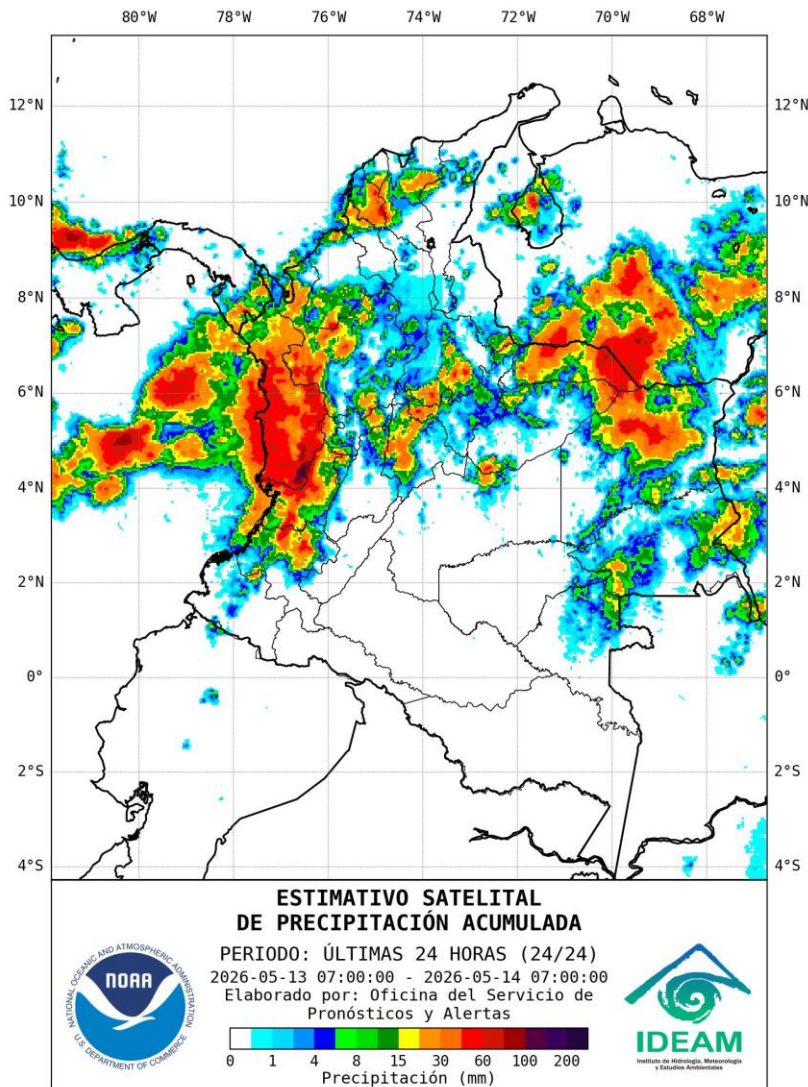 80°W 78°W 76°W 74°W 72°W 70°W 68°W
12°N 12°N
10°N 10°N
8°N 8°N
6°N 6°N
4°N 4°N
2°N 2°N
0° 0°
2°S 2°S
4°S 4°S
ESTIMATIVO SATELITAL
DE PRECIPITACIÓN ACUMULADA
PERIODO: ÚLTIMAS 24 HORAS (24/24)
2026-05-13 07:00:00 - 2026-05-14 07:00:00
Elaborado por: Oficina del Servicio de
Pronósticos y Alertas
0 1 4 8 15 30 60 100 200
Precipitación (mm)
NATIONAL OCEANIC AND ATMOSPHERIC ADMINISTRATION
NOAA
U.S. DEPARTMENT OF COMMERCE
IDEAM
Instituto de Hidrología, Meteorología
y Estudios Ambientales